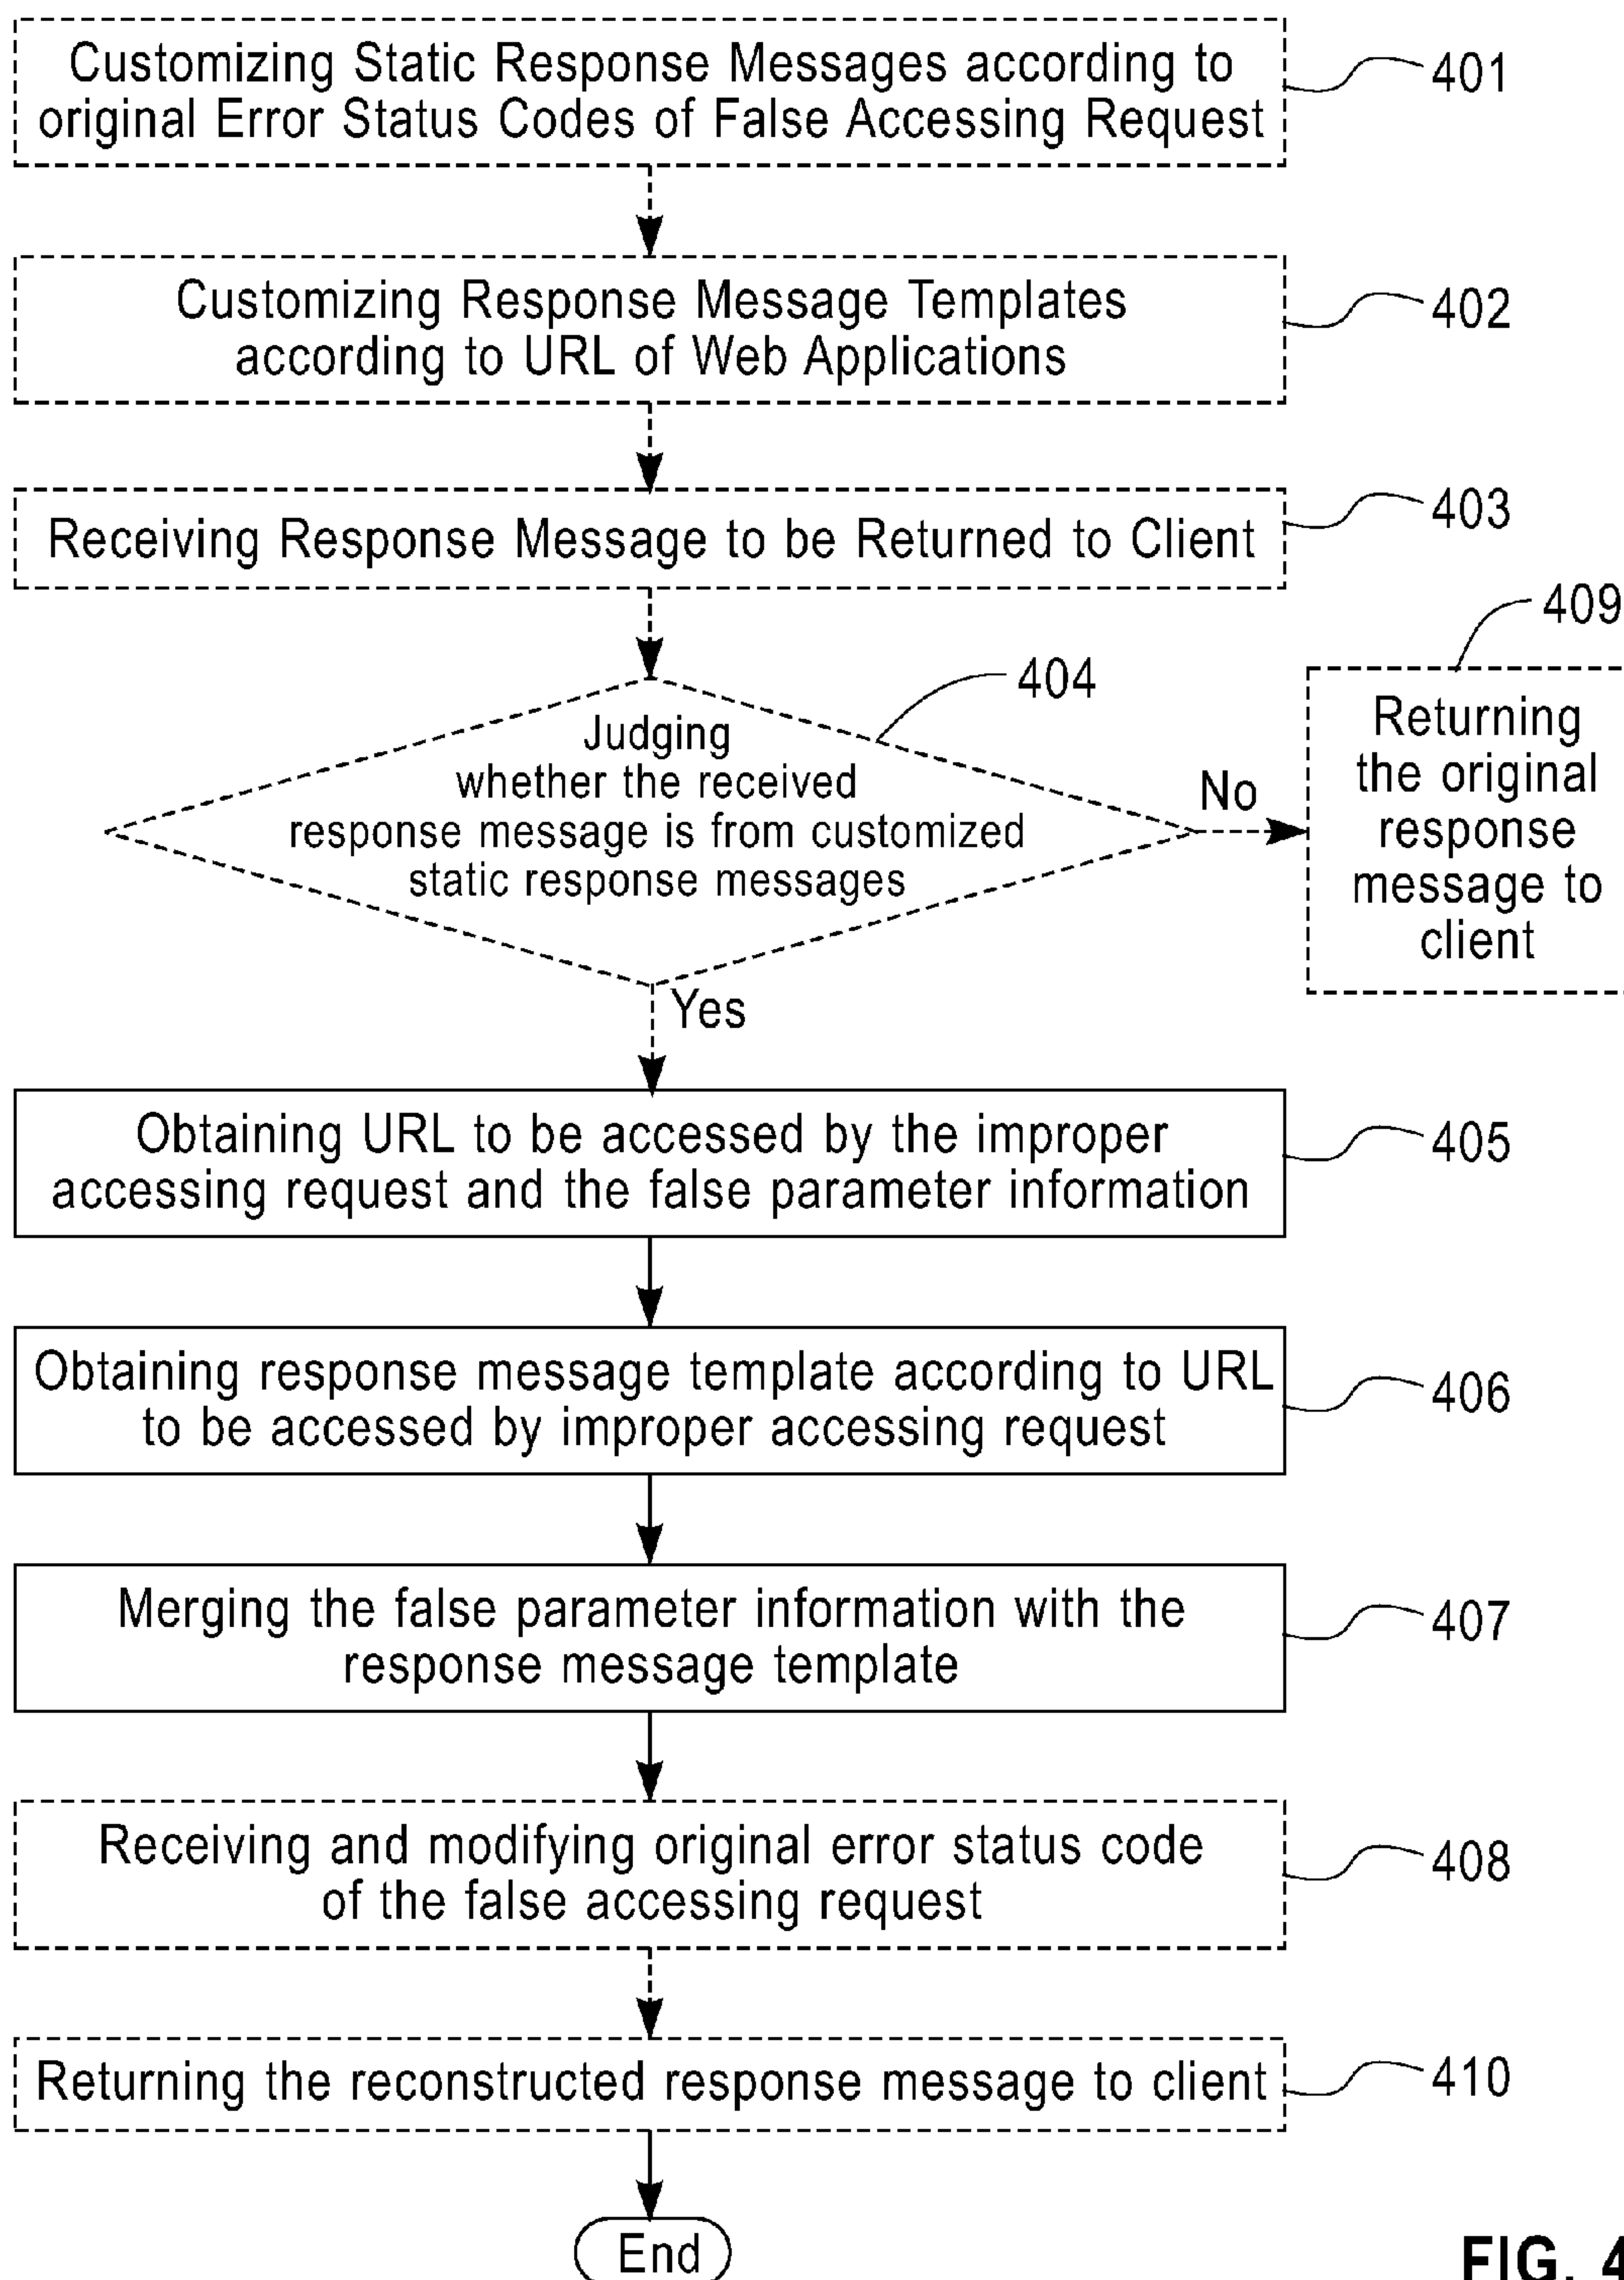 Customizing Static Response Messages according to
original Error Status Codes of False Accessing Request
401
Customizing Response Message Templates
according to URL of Web Applications
402
Receiving Response Message to be Returned to Client
403
409
404
Judging
whether the received
response message is from customized
static response messages
No
Returning
the original
response
message to
client
Yes
Obtaining URL to be accessed by the improper
accessing request and the false parameter information
405
Obtaining response message template according to URL
to be accessed by improper accessing request
406
Merging the false parameter information with the
response message template
407
Receiving and modifying original error status code
of the false accessing request
408
Returning the reconstructed response message to client
410
End
FIG. 4